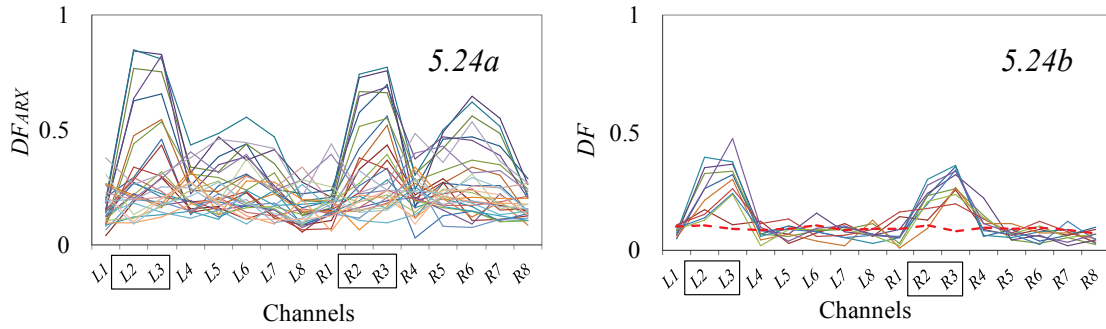 1
5.24a
DF_ARX
0.5
0
L1 L2 L3 L4 L5 L6 L7 L8 R1 R2 R3 R4 R5 R6 R7 R8
Channels
1
5.24b
DF
0.5
0
L1 L2 L3 L4 L5 L6 L7 L8 R1 R2 R3 R4 R5 R6 R7 R8
Channels